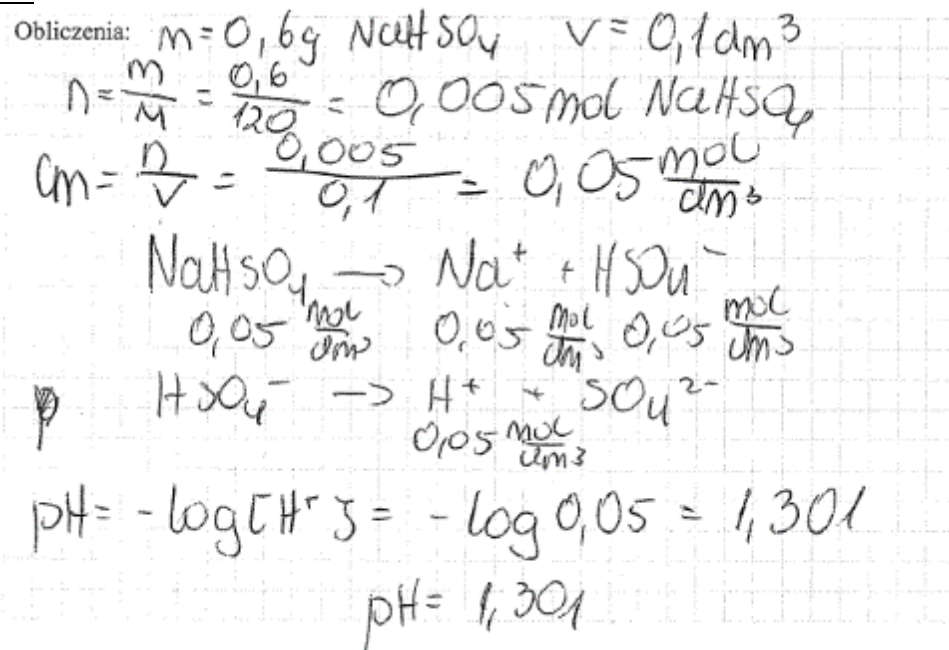 Obliczenia: m = 0,6g NaHSO₄ V = 0,1dm³
n = m/M = 0,6/120 = 0,005 mol NaHSO₄
Cm = n/V = 0,005/0,1 = 0,05 mol/dm³
NaHSO₄ → Na⁺ + HSO₄⁻
0,05 mol/dm³ 0,05 mol/dm³ 0,05 mol/dm³
HSO₄⁻ → H⁺ + SO₄²⁻
0,05 mol/dm³
pH = -log[H⁺] = -log 0,05 = 1,301
pH = 1,301